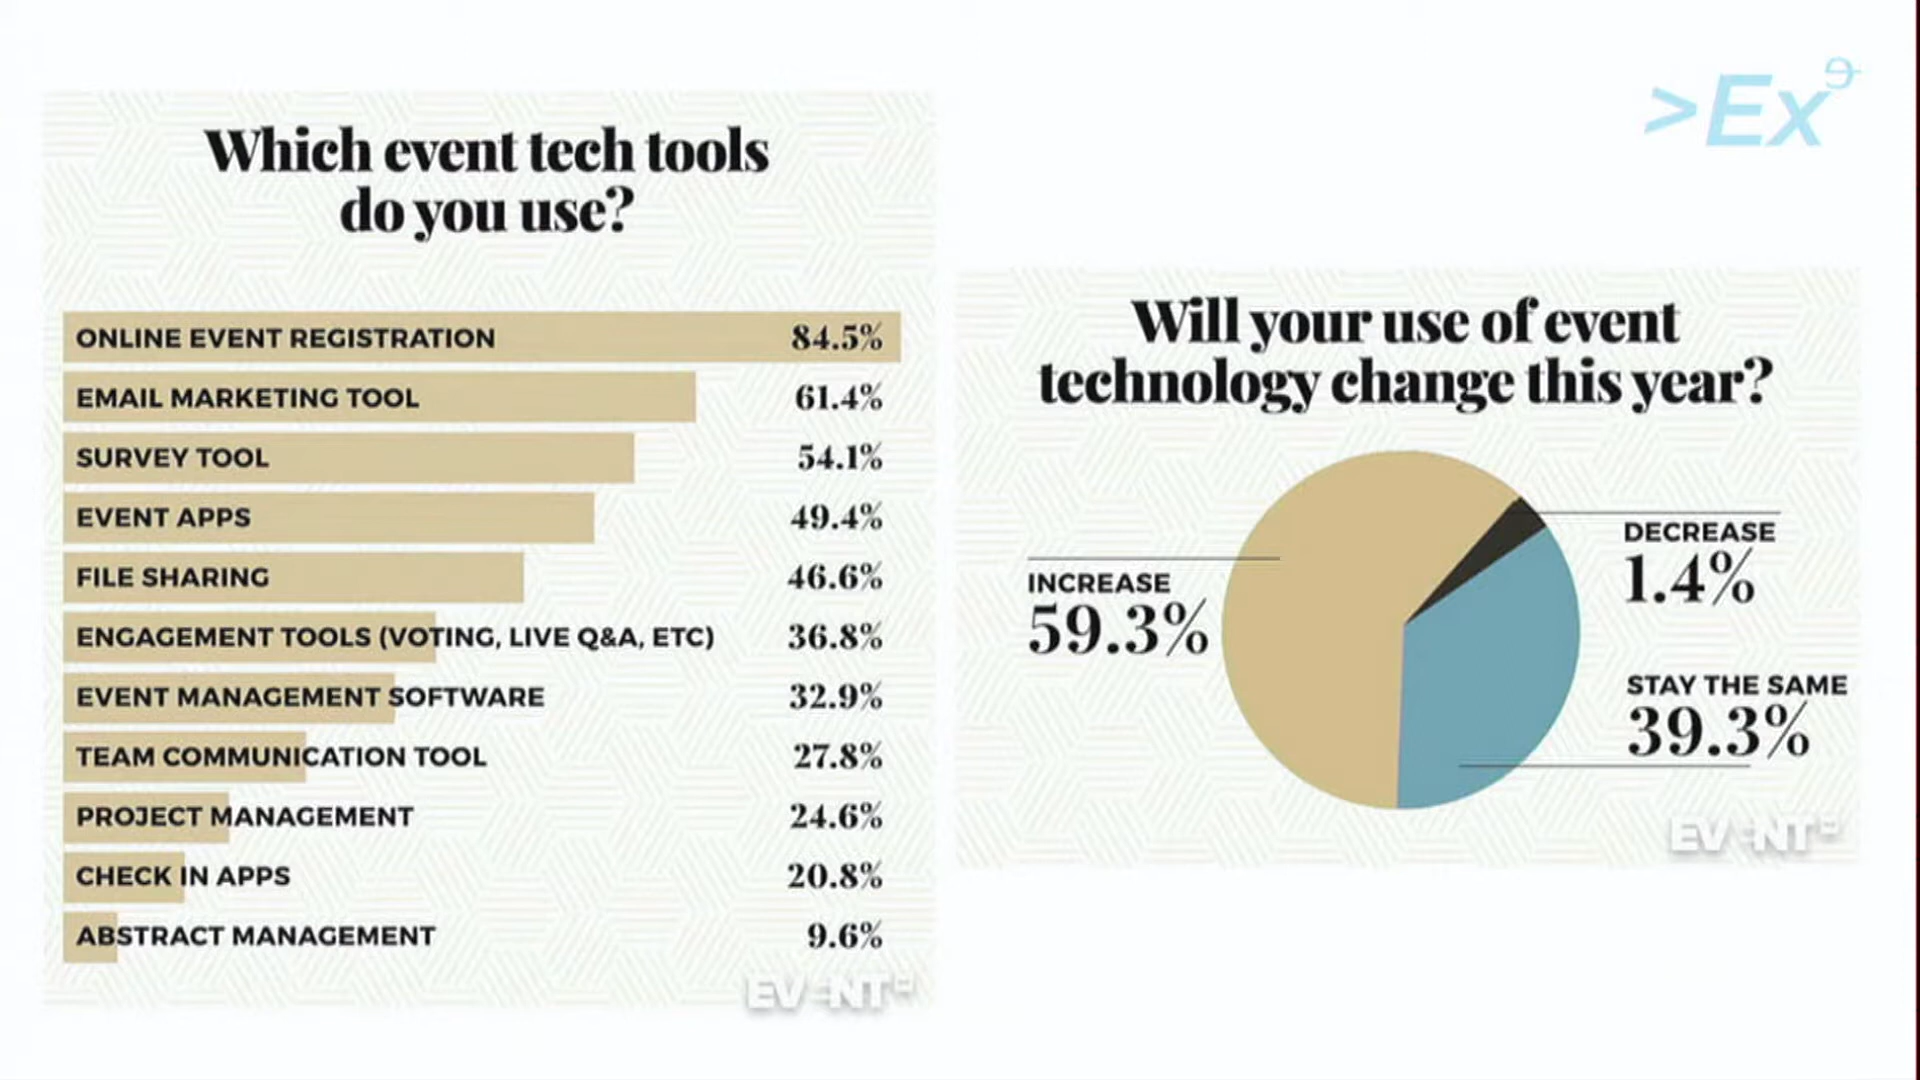 >Ex
Which event tech tools
do you use?
ONLINE EVENT REGISTRATION 84.5%
EMAIL MARKETING TOOL 61.4%
SURVEY TOOL 54.1%
EVENT APPS 49.4%
FILE SHARING 46.6%
ENGAGEMENT TOOLS (VOTING, LIVE Q&A, ETC) 36.8%
EVENT MANAGEMENT SOFTWARE 32.9%
TEAM COMMUNICATION TOOL 27.8%
PROJECT MANAGEMENT 24.6%
CHECK IN APPS 20.8%
ABSTRACT MANAGEMENT 9.6%
Will your use of event
technology change this year?
INCREASE
59.3%
DECREASE
1.4%
STAY THE SAME
39.3%